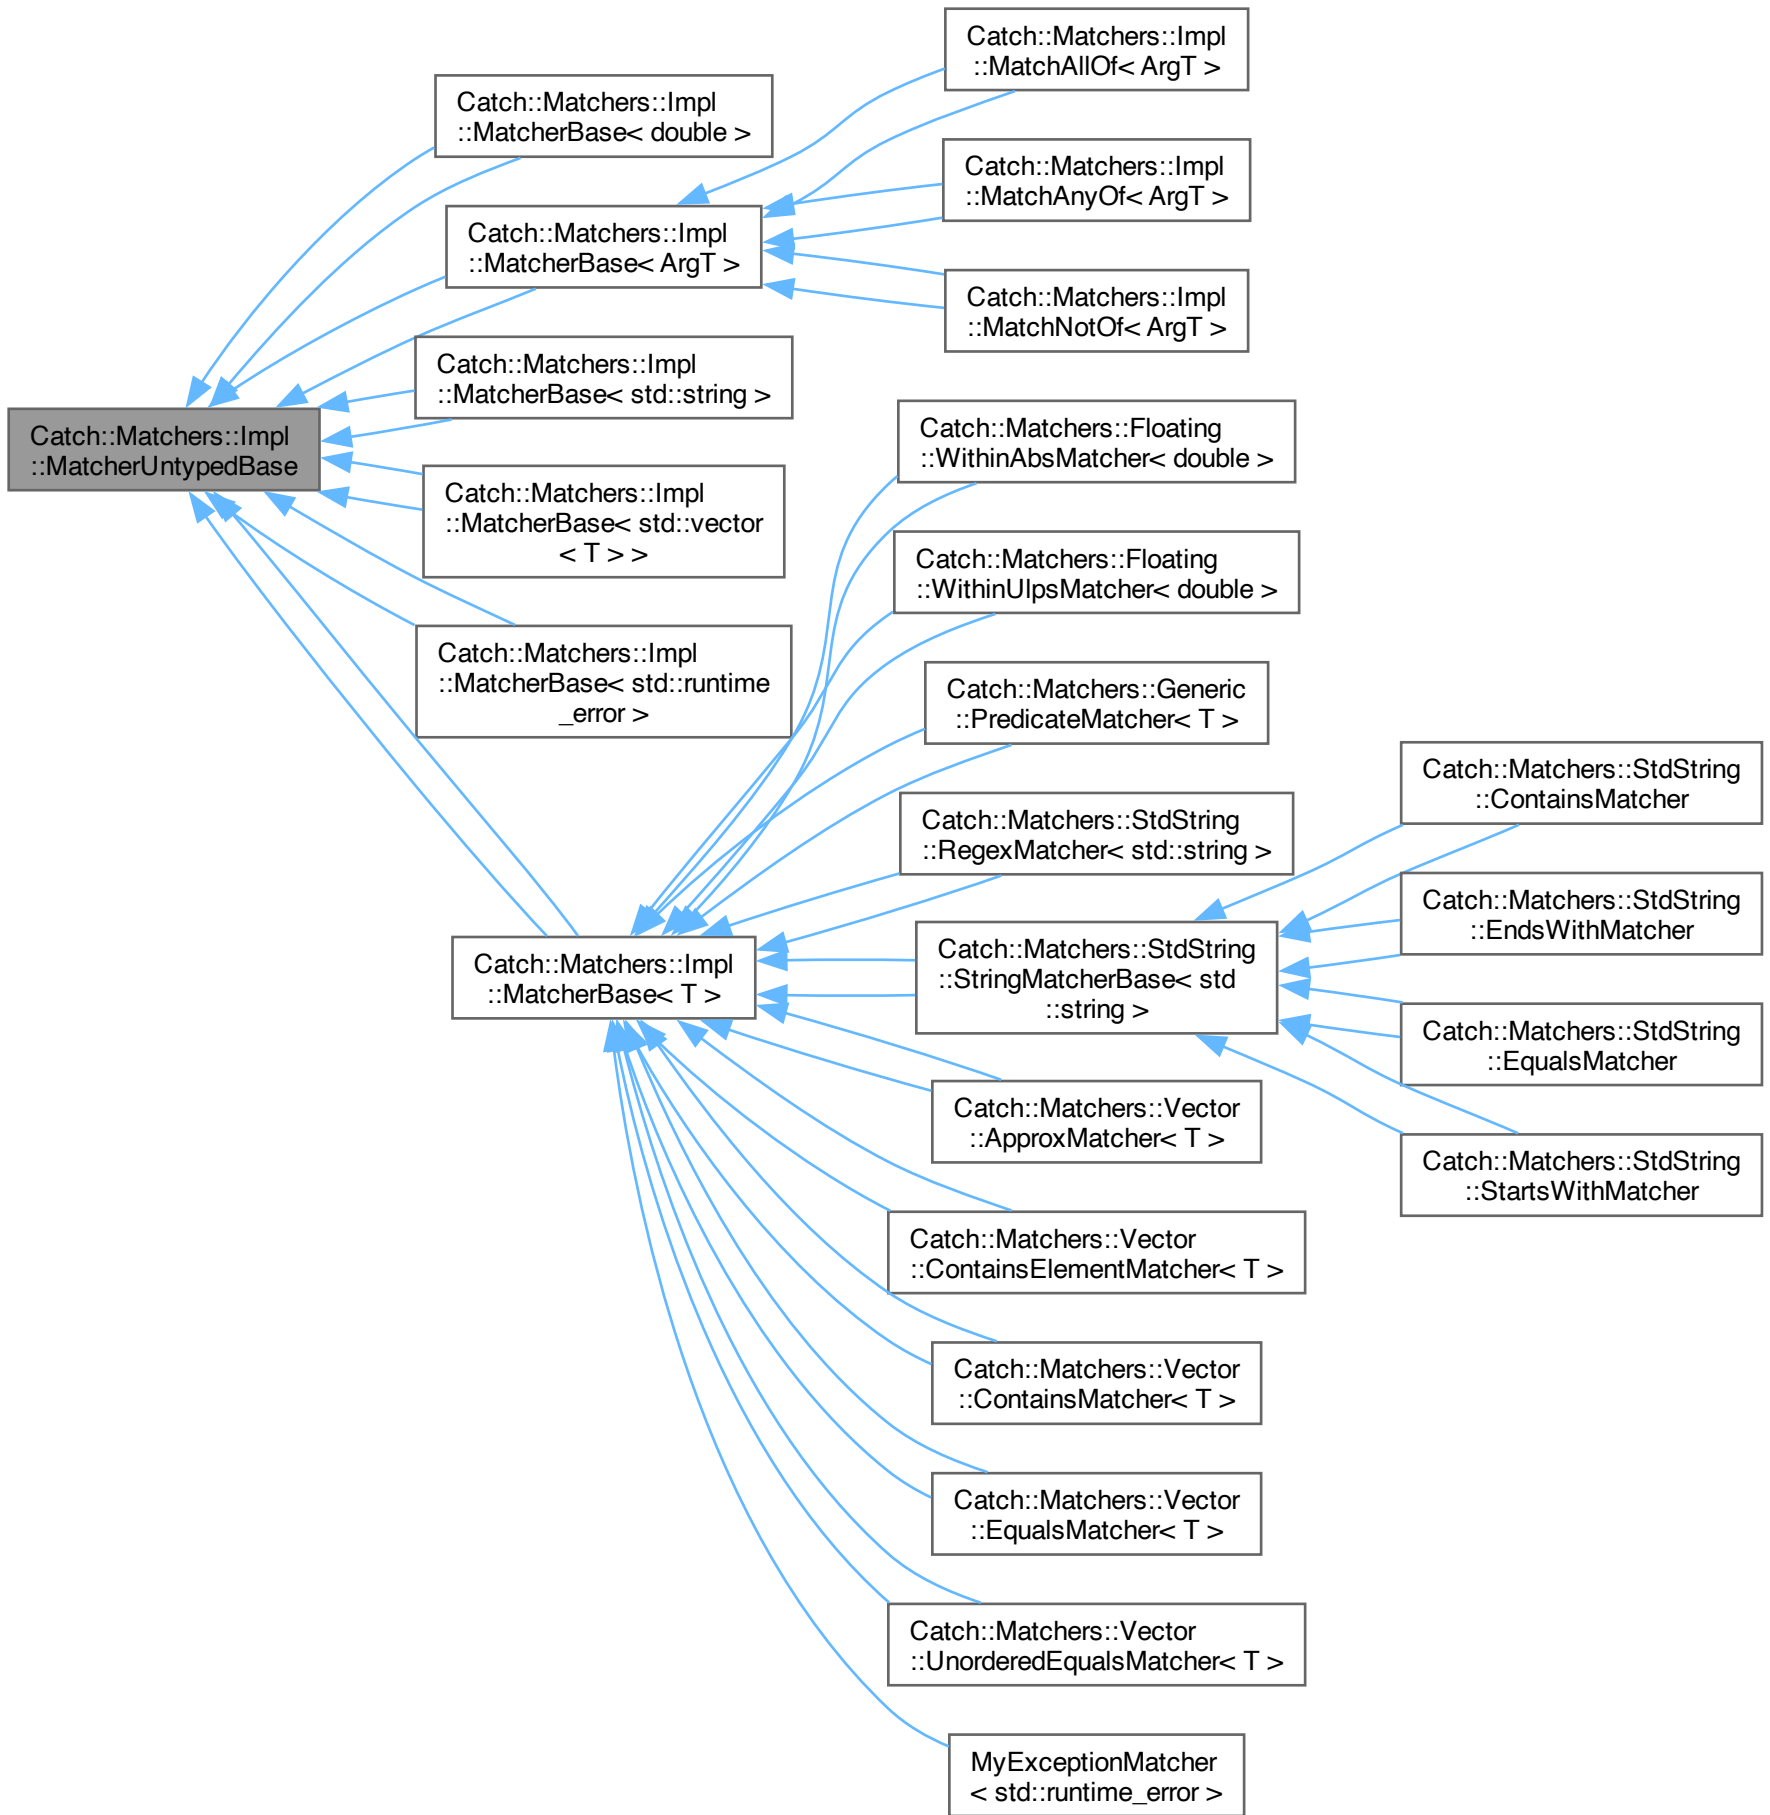 Catch::Matchers::Impl
::MatcherUntypedBase
Catch::Matchers::Impl
::MatcherBase< double >
Catch::Matchers::Impl
::MatcherBase< ArgT >
Catch::Matchers::Impl
::MatcherBase< std::string >
Catch::Matchers::Impl
::MatcherBase< std::vector
< T > >
Catch::Matchers::Impl
::MatcherBase< std::runtime
_error >
Catch::Matchers::Impl
::MatcherBase< T >
Catch::Matchers::Impl
::MatchAllOf< ArgT >
Catch::Matchers::Impl
::MatchAnyOf< ArgT >
Catch::Matchers::Impl
::MatchNotOf< ArgT >
Catch::Matchers::Floating
::WithinAbsMatcher< double >
Catch::Matchers::Floating
::WithinUlpsMatcher< double >
Catch::Matchers::Generic
::PredicateMatcher< T >
Catch::Matchers::StdString
::RegexMatcher< std::string >
Catch::Matchers::StdString
::StringMatcherBase< std
::string >
Catch::Matchers::Vector
::ApproxMatcher< T >
Catch::Matchers::Vector
::ContainsElementMatcher< T >
Catch::Matchers::Vector
::ContainsMatcher< T >
Catch::Matchers::Vector
::EqualsMatcher< T >
Catch::Matchers::Vector
::UnorderedEqualsMatcher< T >
MyExceptionMatcher
< std::runtime_error >
Catch::Matchers::StdString
::ContainsMatcher
Catch::Matchers::StdString
::EndsWithMatcher
Catch::Matchers::StdString
::EqualsMatcher
Catch::Matchers::StdString
::StartsWithMatcher